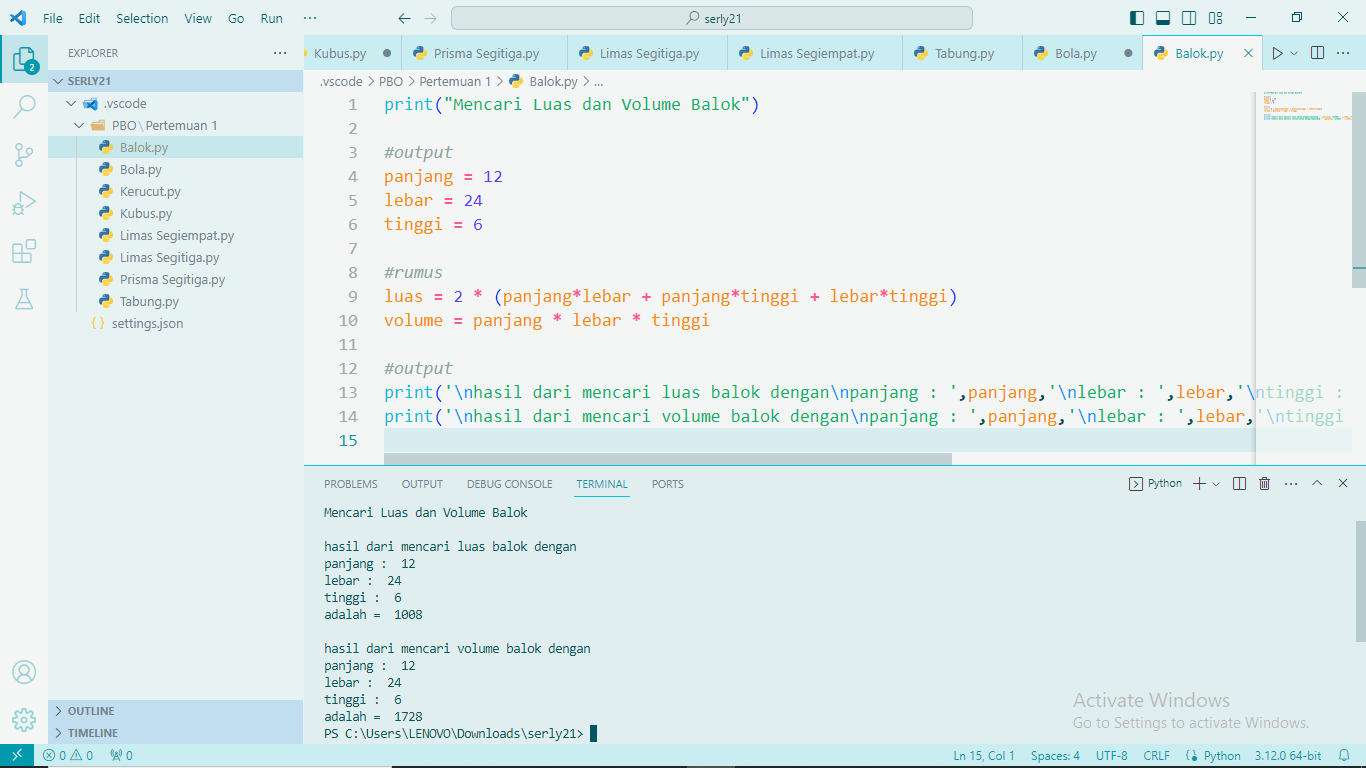 File Edit Selection View Go Run ··· serly21
EXPLORER ···
SERLY21
.vscode
PBO \ Pertemuan 1
Balok.py
Bola.py
Kerucut.py
Kubus.py
Limas Segiempat.py
Limas Segitiga.py
Prisma Segitiga.py
Tabung.py
{} settings.json
OUTLINE
TIMELINE
2
Kubus.py Prisma Segitiga.py Limas Segitiga.py Limas Segiempat.py Tabung.py Bola.py Balok.py
.vscode > PBO > Pertemuan 1 > Balok.py > ...
1 print("Mencari Luas dan Volume Balok")
2
3 #output
4 panjang = 12
5 lebar = 24
6 tinggi = 6
7
8 #rumus
9 luas = 2 * (panjang*lebar + panjang*tinggi + lebar*tinggi)
10 volume = panjang * lebar * tinggi
11
12 #output
13 print('\nhasil dari mencari luas balok dengan\npanjang : ',panjang,'\nlebar : ',lebar,'\ntinggi :
14 print('\nhasil dari mencari volume balok dengan\npanjang : ',panjang,'\nlebar : ',lebar,'\ntinggi
15
PROBLEMS OUTPUT DEBUG CONSOLE TERMINAL PORTS Python
Mencari Luas dan Volume Balok
hasil dari mencari luas balok dengan
panjang :  12
lebar :  24
tinggi :  6
adalah =  1008
hasil dari mencari volume balok dengan
panjang :  12
lebar :  24
tinggi :  6
adalah =  1728
PS C:\Users\LENOVO\Downloads\serly21>
Activate Windows
Go to Settings to activate Windows.
0 0 0 Ln 15, Col 1 Spaces: 4 UTF-8 CRLF Python 3.12.0 64-bit